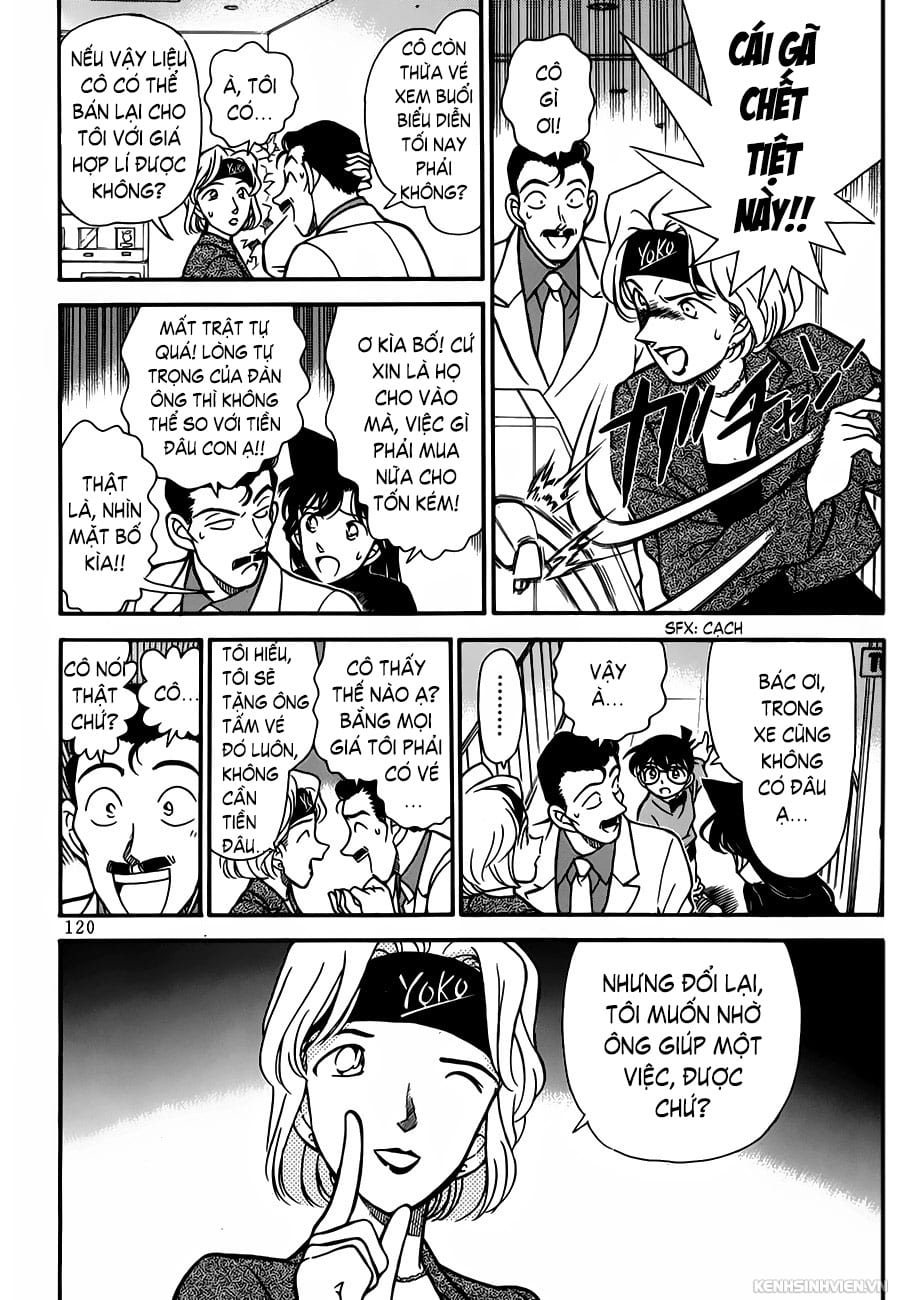 CÁI GÃ
CHẾT
TIỆT
NÀY!!
YOKO
CÔ
GÌ
ƠI!
ガッチャン
SFX: CẠCH
CÔ CÒN
THỪA VÉ
XEM BUỔI
BIỂU DIỄN
TỐI NAY
PHẢI
KHÔNG?
À, TÔI
CÓ...
YOKO
NẾU VẬY LIỆU
CÔ CÓ THỂ
BÁN LẠI CHO
TÔI VỚI GIÁ
HỢP LÍ ĐƯỢC
KHÔNG?
Ơ KÌA BỐ! CỨ
XIN LÀ HỌ
CHO VÀO
MÀ, VIỆC GÌ
PHẢI MUA
NỮA CHO
TỐN KÉM!
MẤT TRẬT TỰ
QUÁ! LÒNG TỰ
TRỌNG CỦA ĐÀN
ÔNG THÌ KHÔNG
THỂ SO VỚI TIỀN
ĐÂU CON Ạ!!
THẬT
LÀ, NHÌN
MẶT BỐ
KÌA!!
BÁC ƠI,
TRONG
XE CŨNG
KHÔNG
CÓ ĐÂU
Ạ...
VẬY
À...
.........
CÔ THẤY
THẾ NÀO Ạ?
BẰNG MỌI
GIÁ TÔI PHẢI
CÓ VÉ ...
TÔI HIỂU,
TÔI SẼ
TẶNG ÔNG
TẤM VÉ
ĐÓ LUÔN,
KHÔNG
CẦN
TIỀN
ĐÂU...
CÔ...
CÔ NÓI
THẬT
CHỨ?
120
YOKO
NHƯNG ĐỔI LẠI,
TÔI MUỐN NHỜ
ÔNG GIÚP MỘT
VIỆC, ĐƯỢC
CHỨ?
KENHSINHVIEN.VN